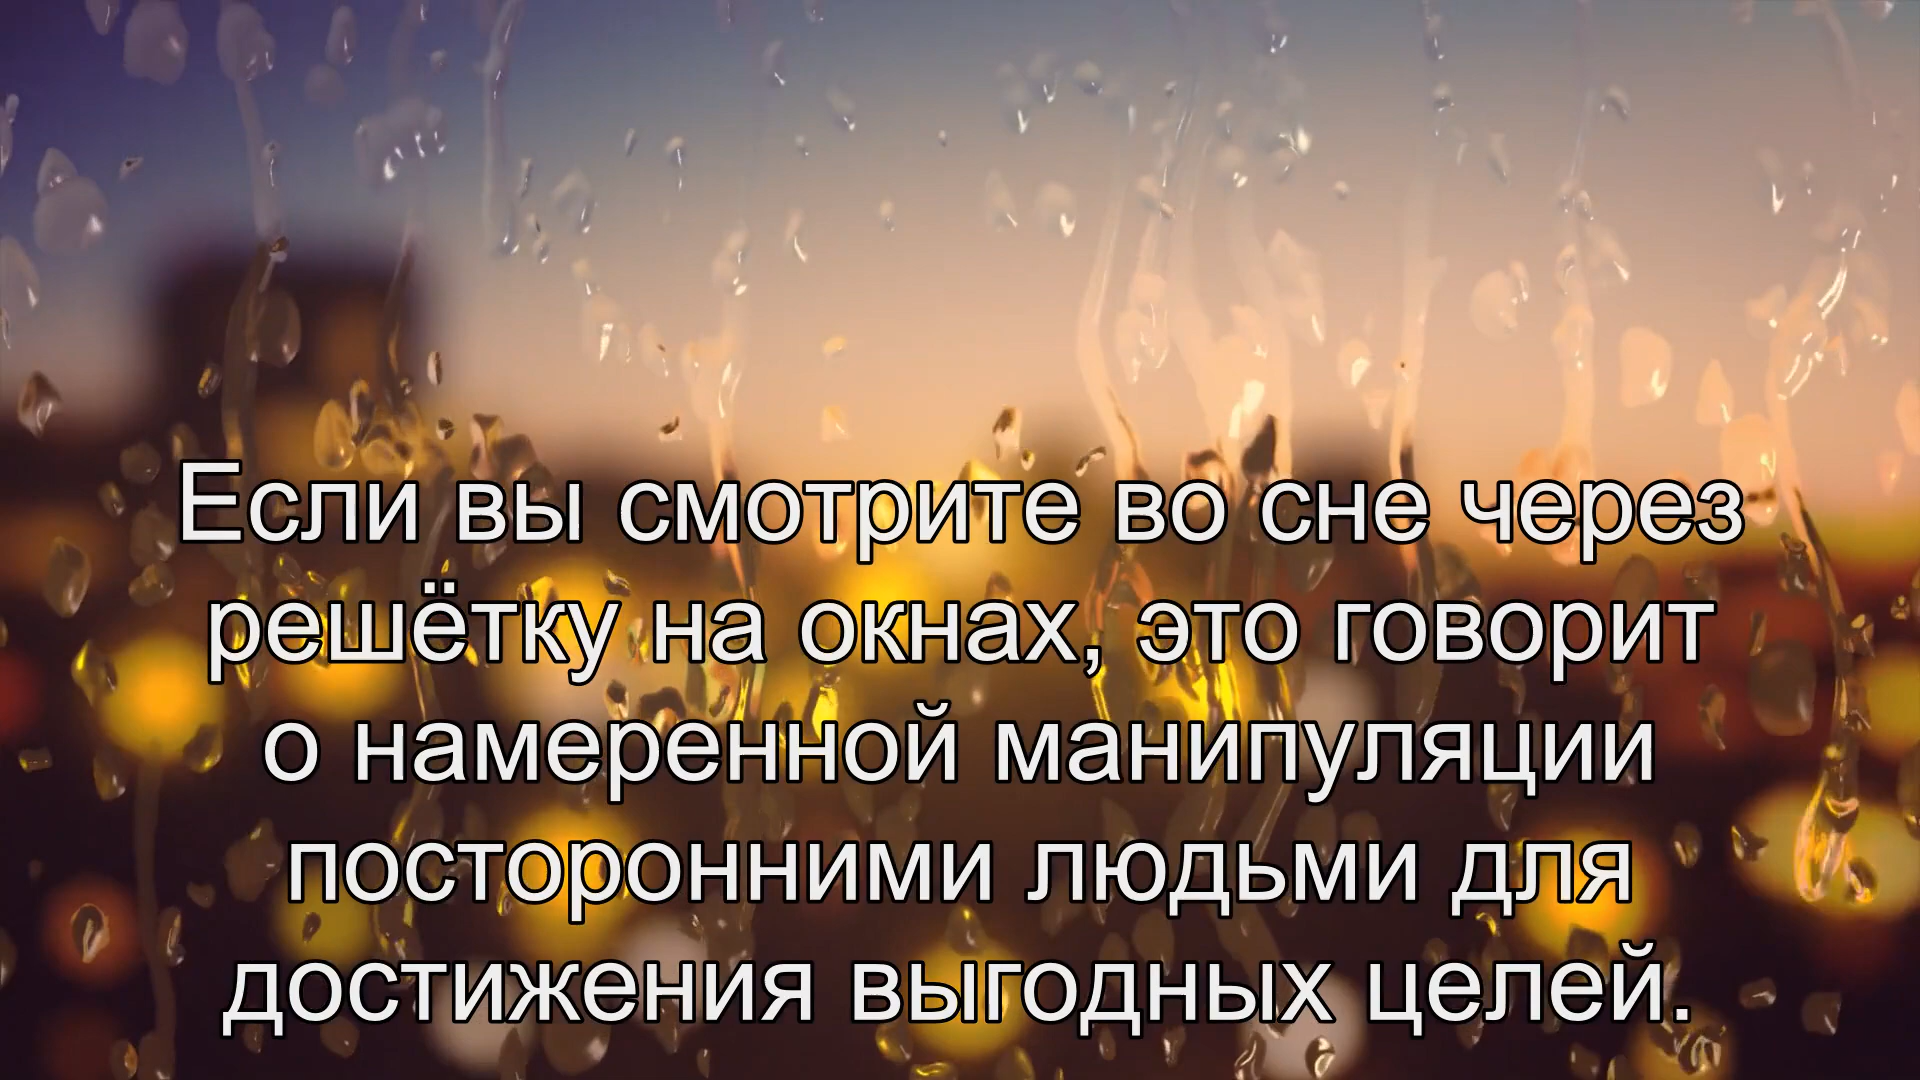 Если вы смотрите во сне через
решётку на окнах, это говорит
о намеренной манипуляции
посторонними людьми для
достижения выгодных целей.